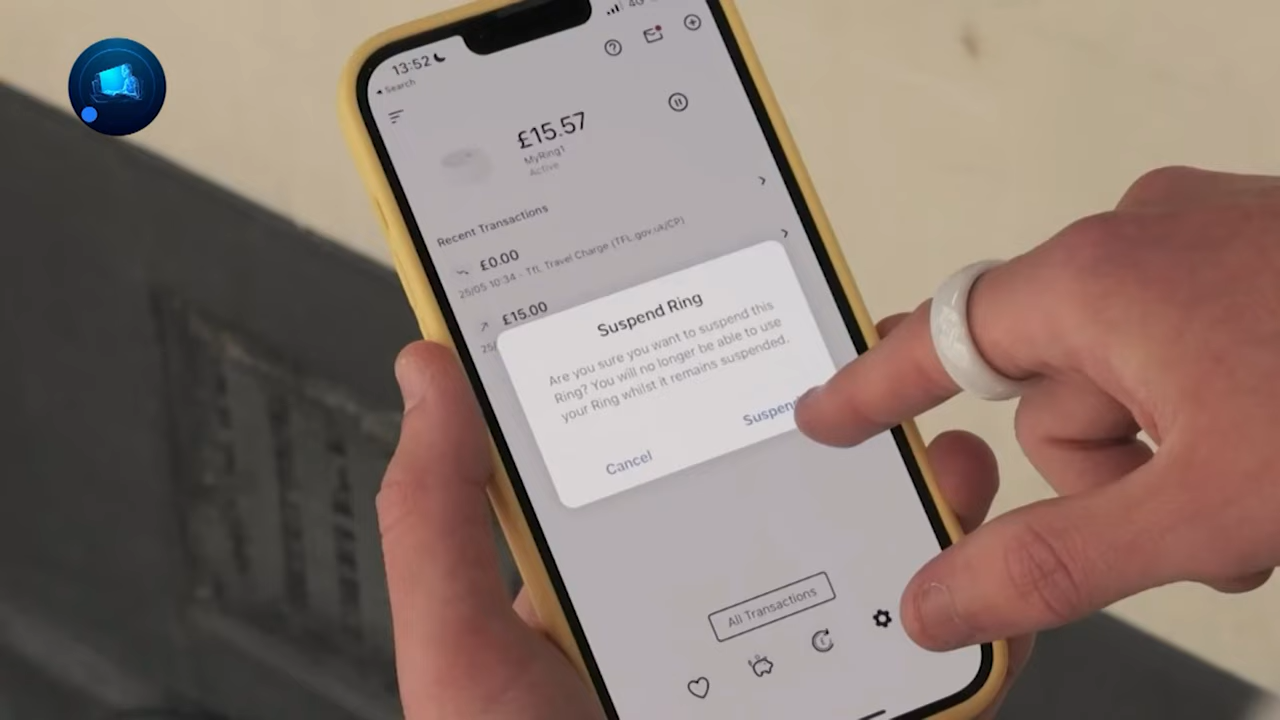 13:52
4G
Search
£15.57
MyRing1
Active
Recent Transactions
£0.00
25/05 10:34 - TfL Travel Charge (TFL.gov.uk/CP)
£15.00
25/
Suspend Ring
Are you sure you want to suspend this
Ring? You will no longer be able to use
your Ring whilst it remains suspended.
Suspend
Cancel
All Transactions